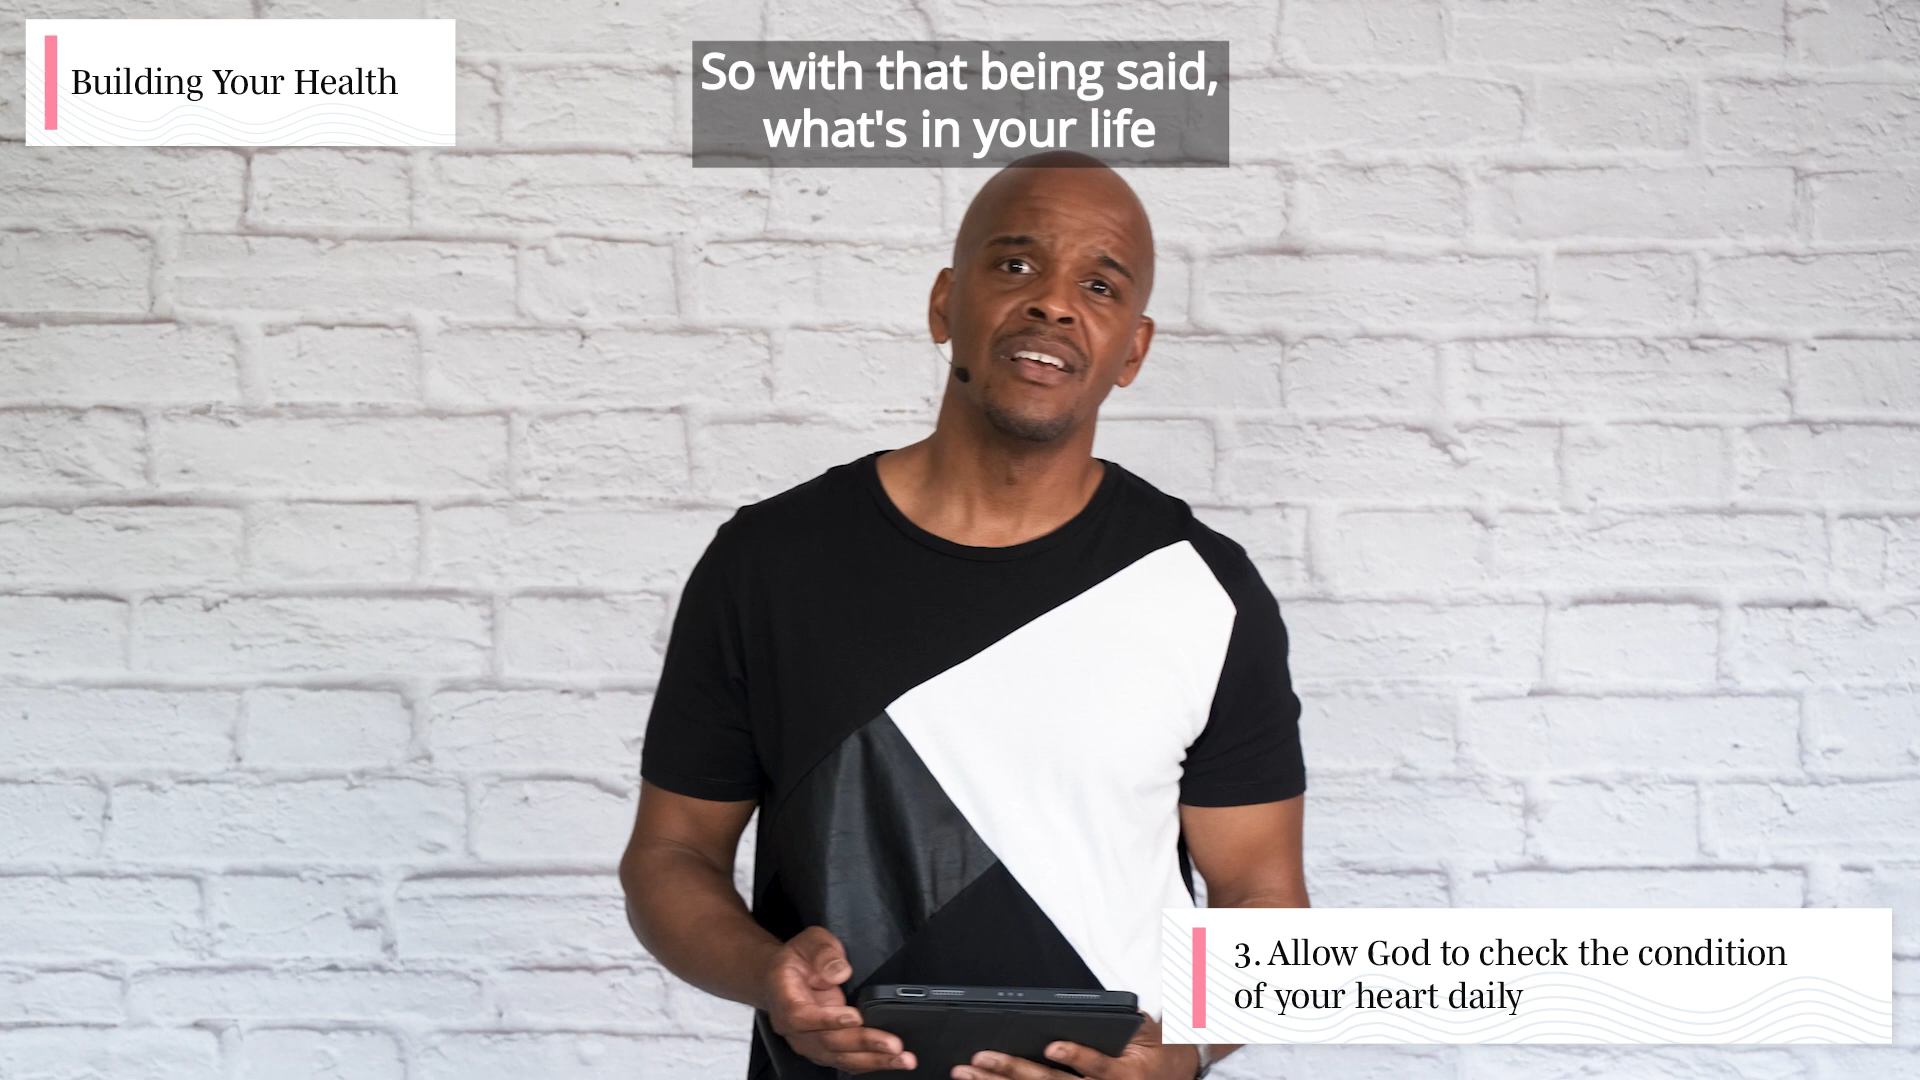 Building Your Health
So with that being said,
what's in your life
3. Allow God to check the condition
of your heart daily